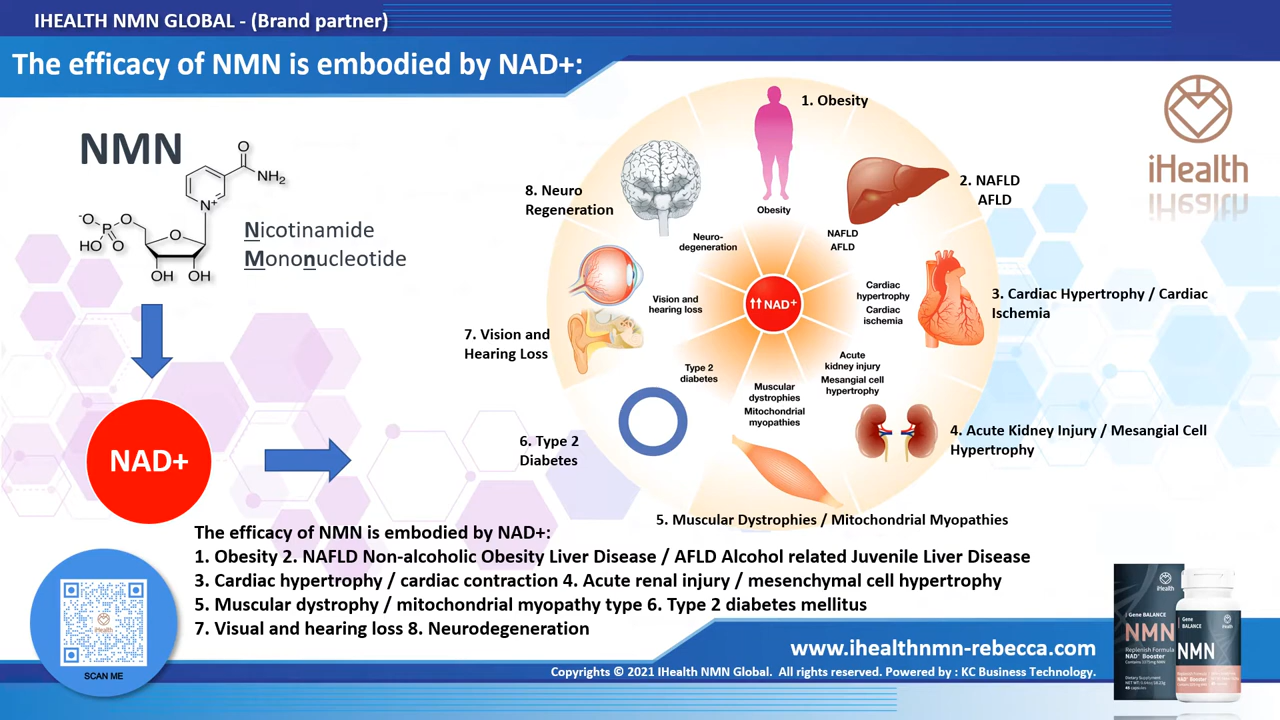 IHEALTH NMN GLOBAL - (Brand partner)
The efficacy of NMN is embodied by NAD+:
NMN
O
NH₂
N⁺
⁻O
O
P
HO
O
O
OH
OH
Nicotinamide
Mononucleotide
NAD+
1. Obesity
2. NAFLD
AFLD
3. Cardiac Hypertrophy / Cardiac
Ischemia
4. Acute Kidney Injury / Mesangial Cell
Hypertrophy
5. Muscular Dystrophies / Mitochondrial Myopathies
6. Type 2
Diabetes
7. Vision and
Hearing Loss
8. Neuro
Regeneration
Obesity
NAFLD
AFLD
Cardiac
hypertrophy
Cardiac
ischemia
Acute
kidney injury
Mesangial cell
hypertrophy
Muscular
dystrophies
Mitochondrial
myopathies
Type 2
diabetes
Vision and
hearing loss
Neuro-
degeneration
↑↑NAD⁺
iHealth
The efficacy of NMN is embodied by NAD+:
1. Obesity 2. NAFLD Non-alcoholic Obesity Liver Disease / AFLD Alcohol related Juvenile Liver Disease
3. Cardiac hypertrophy / cardiac contraction 4. Acute renal injury / mesenchymal cell hypertrophy
5. Muscular dystrophy / mitochondrial myopathy type 6. Type 2 diabetes mellitus
7. Visual and hearing loss 8. Neurodegeneration
SCAN ME
www.ihealthnmn-rebecca.com
Copyrights © 2021 IHealth NMN Global. All rights reserved. Powered by : KC Business Technology.
iHealth
Gene BALANCE
NMN
Replenish Formula
NAD⁺ Booster
Dietary Supplement
Gene
BALANCE
NMN